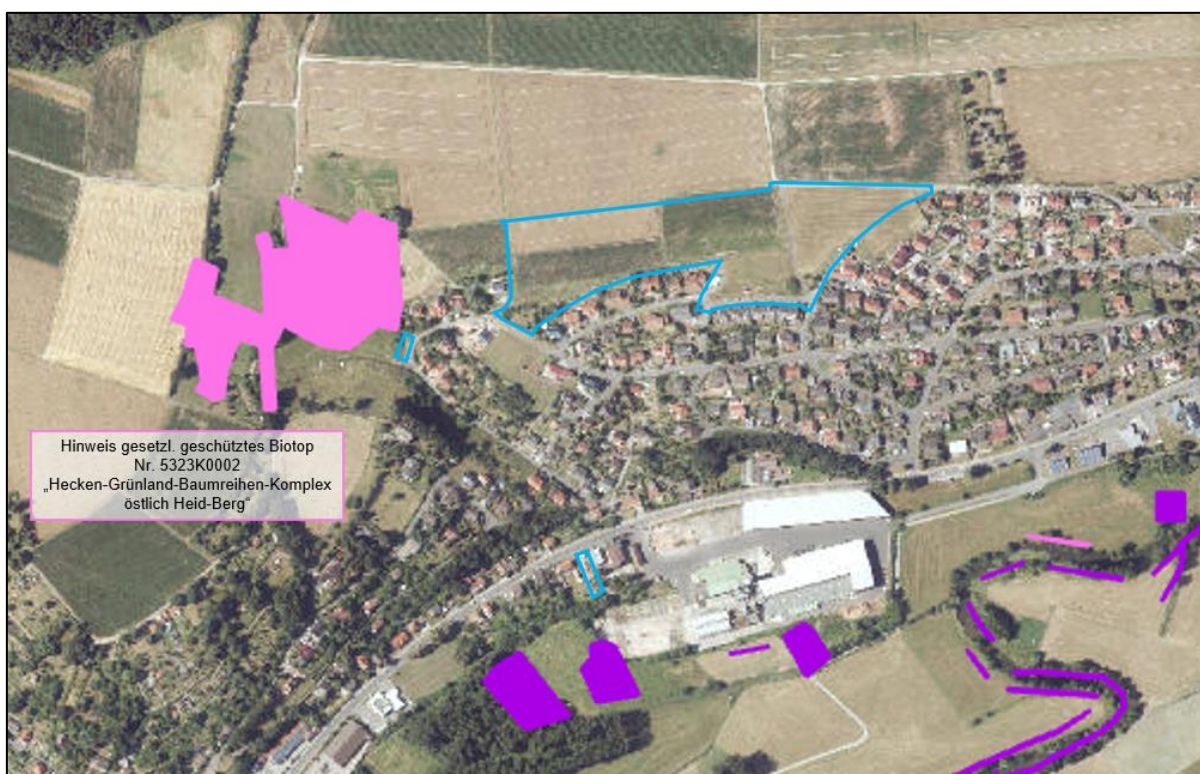 Hinweis gesetzl. geschütztes Biotop
Nr. 5323K0002
„Hecken-Grünland-Baumreihen-Komplex
östlich Heid-Berg“